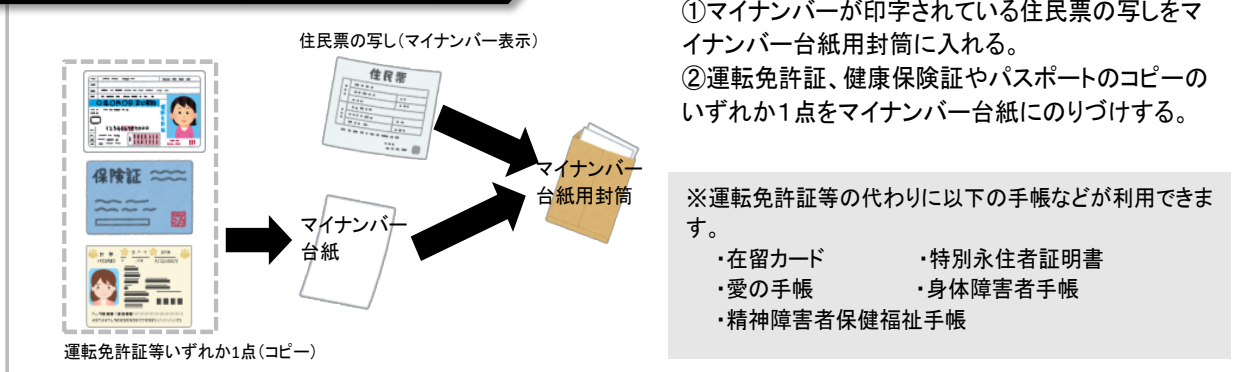 ①マイナンバーが印字されている住民票の写しをマ
イナンバー台紙用封筒に入れる。
②運転免許証、健康保険証やパスポートのコピーの
いずれか１点をマイナンバー台紙にのりづけする。
住民票の写し（マイナンバー表示）
住民票
保険証
マイナンバー
台紙用封筒
マイナンバー
台紙
運転免許証等いずれか1点（コピー）
※運転免許証等の代わりに以下の手帳などが利用できま
す。
・在留カード ・特別永住者証明書
・愛の手帳 ・身体障害者手帳
・精神障害者保健福祉手帳